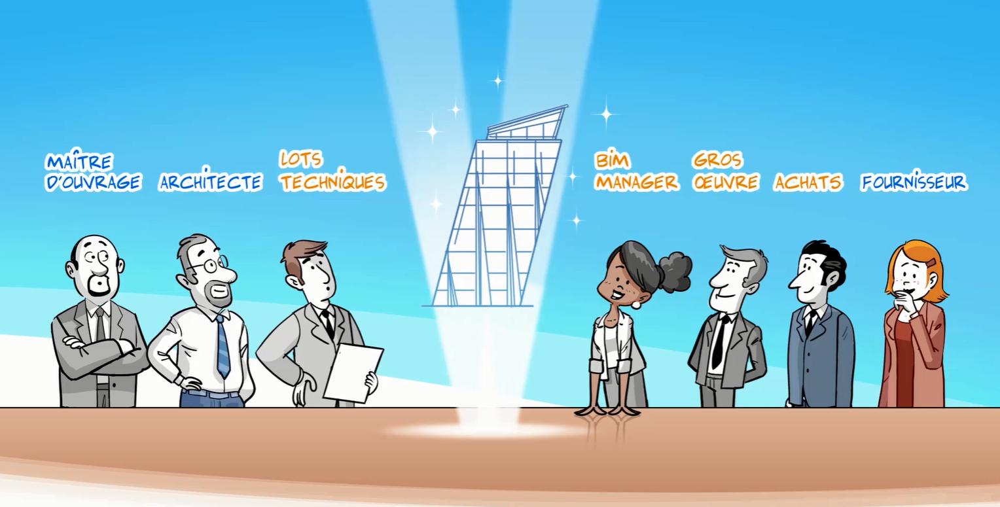 MAÎTRE
D'OUVRAGE
ARCHITECTE
LOTS
TECHNIQUES
BIM
MANAGER
GROS
ŒUVRE
ACHATS
FOURNISSEUR